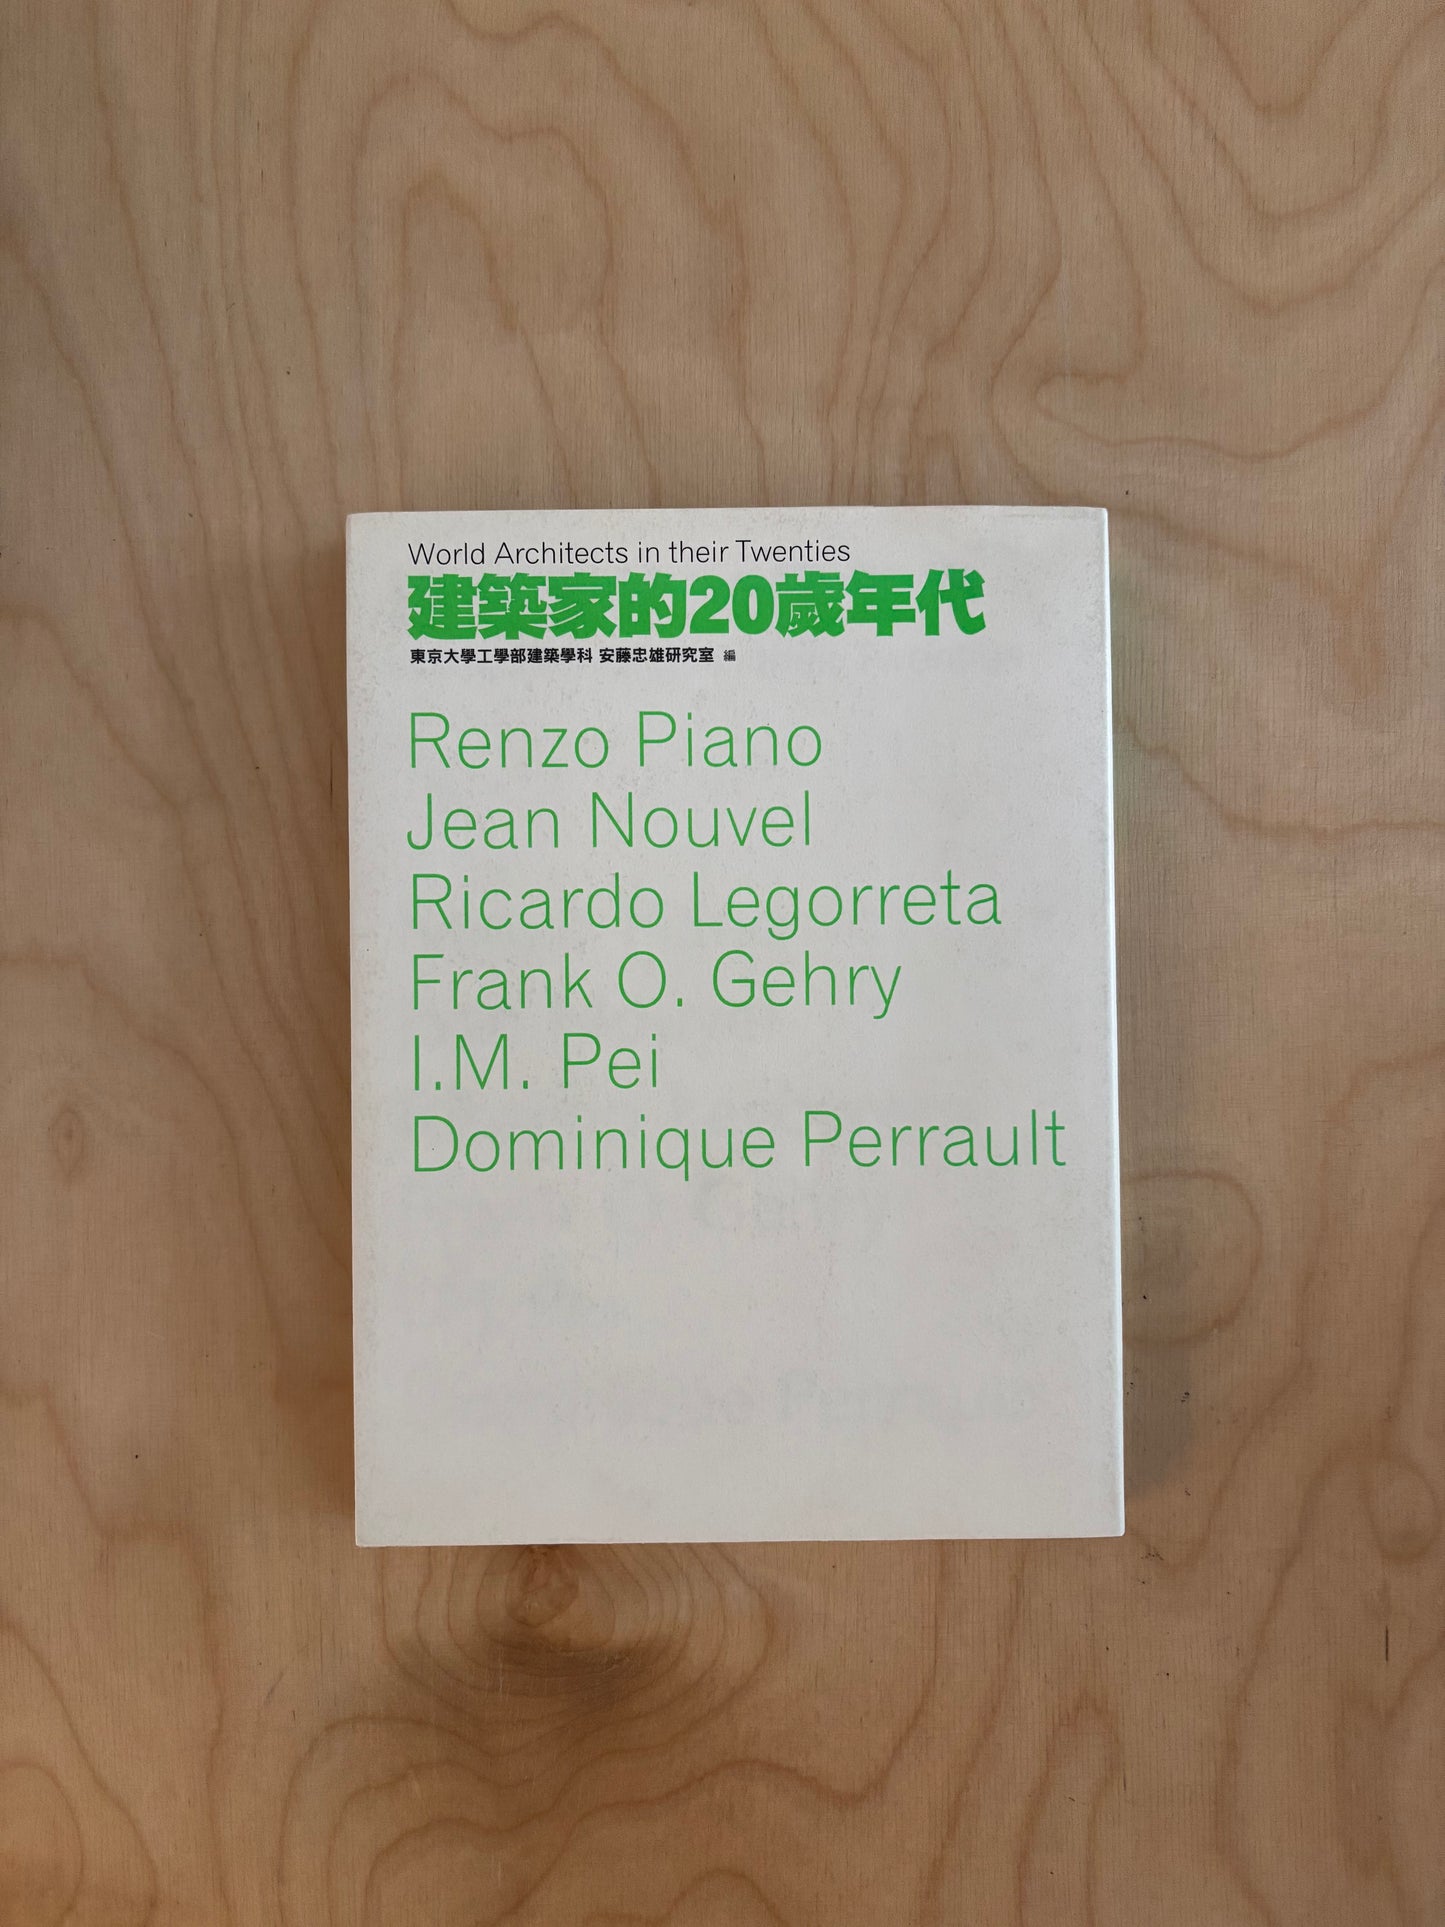 World Architects in their Twenties
建築家的20歲年代
東京大學工學部建築學科 安藤忠雄研究室 編
Renzo Piano
Jean Nouvel
Ricardo Legorreta
Frank O. Gehry
I.M. Pei
Dominique Perrault